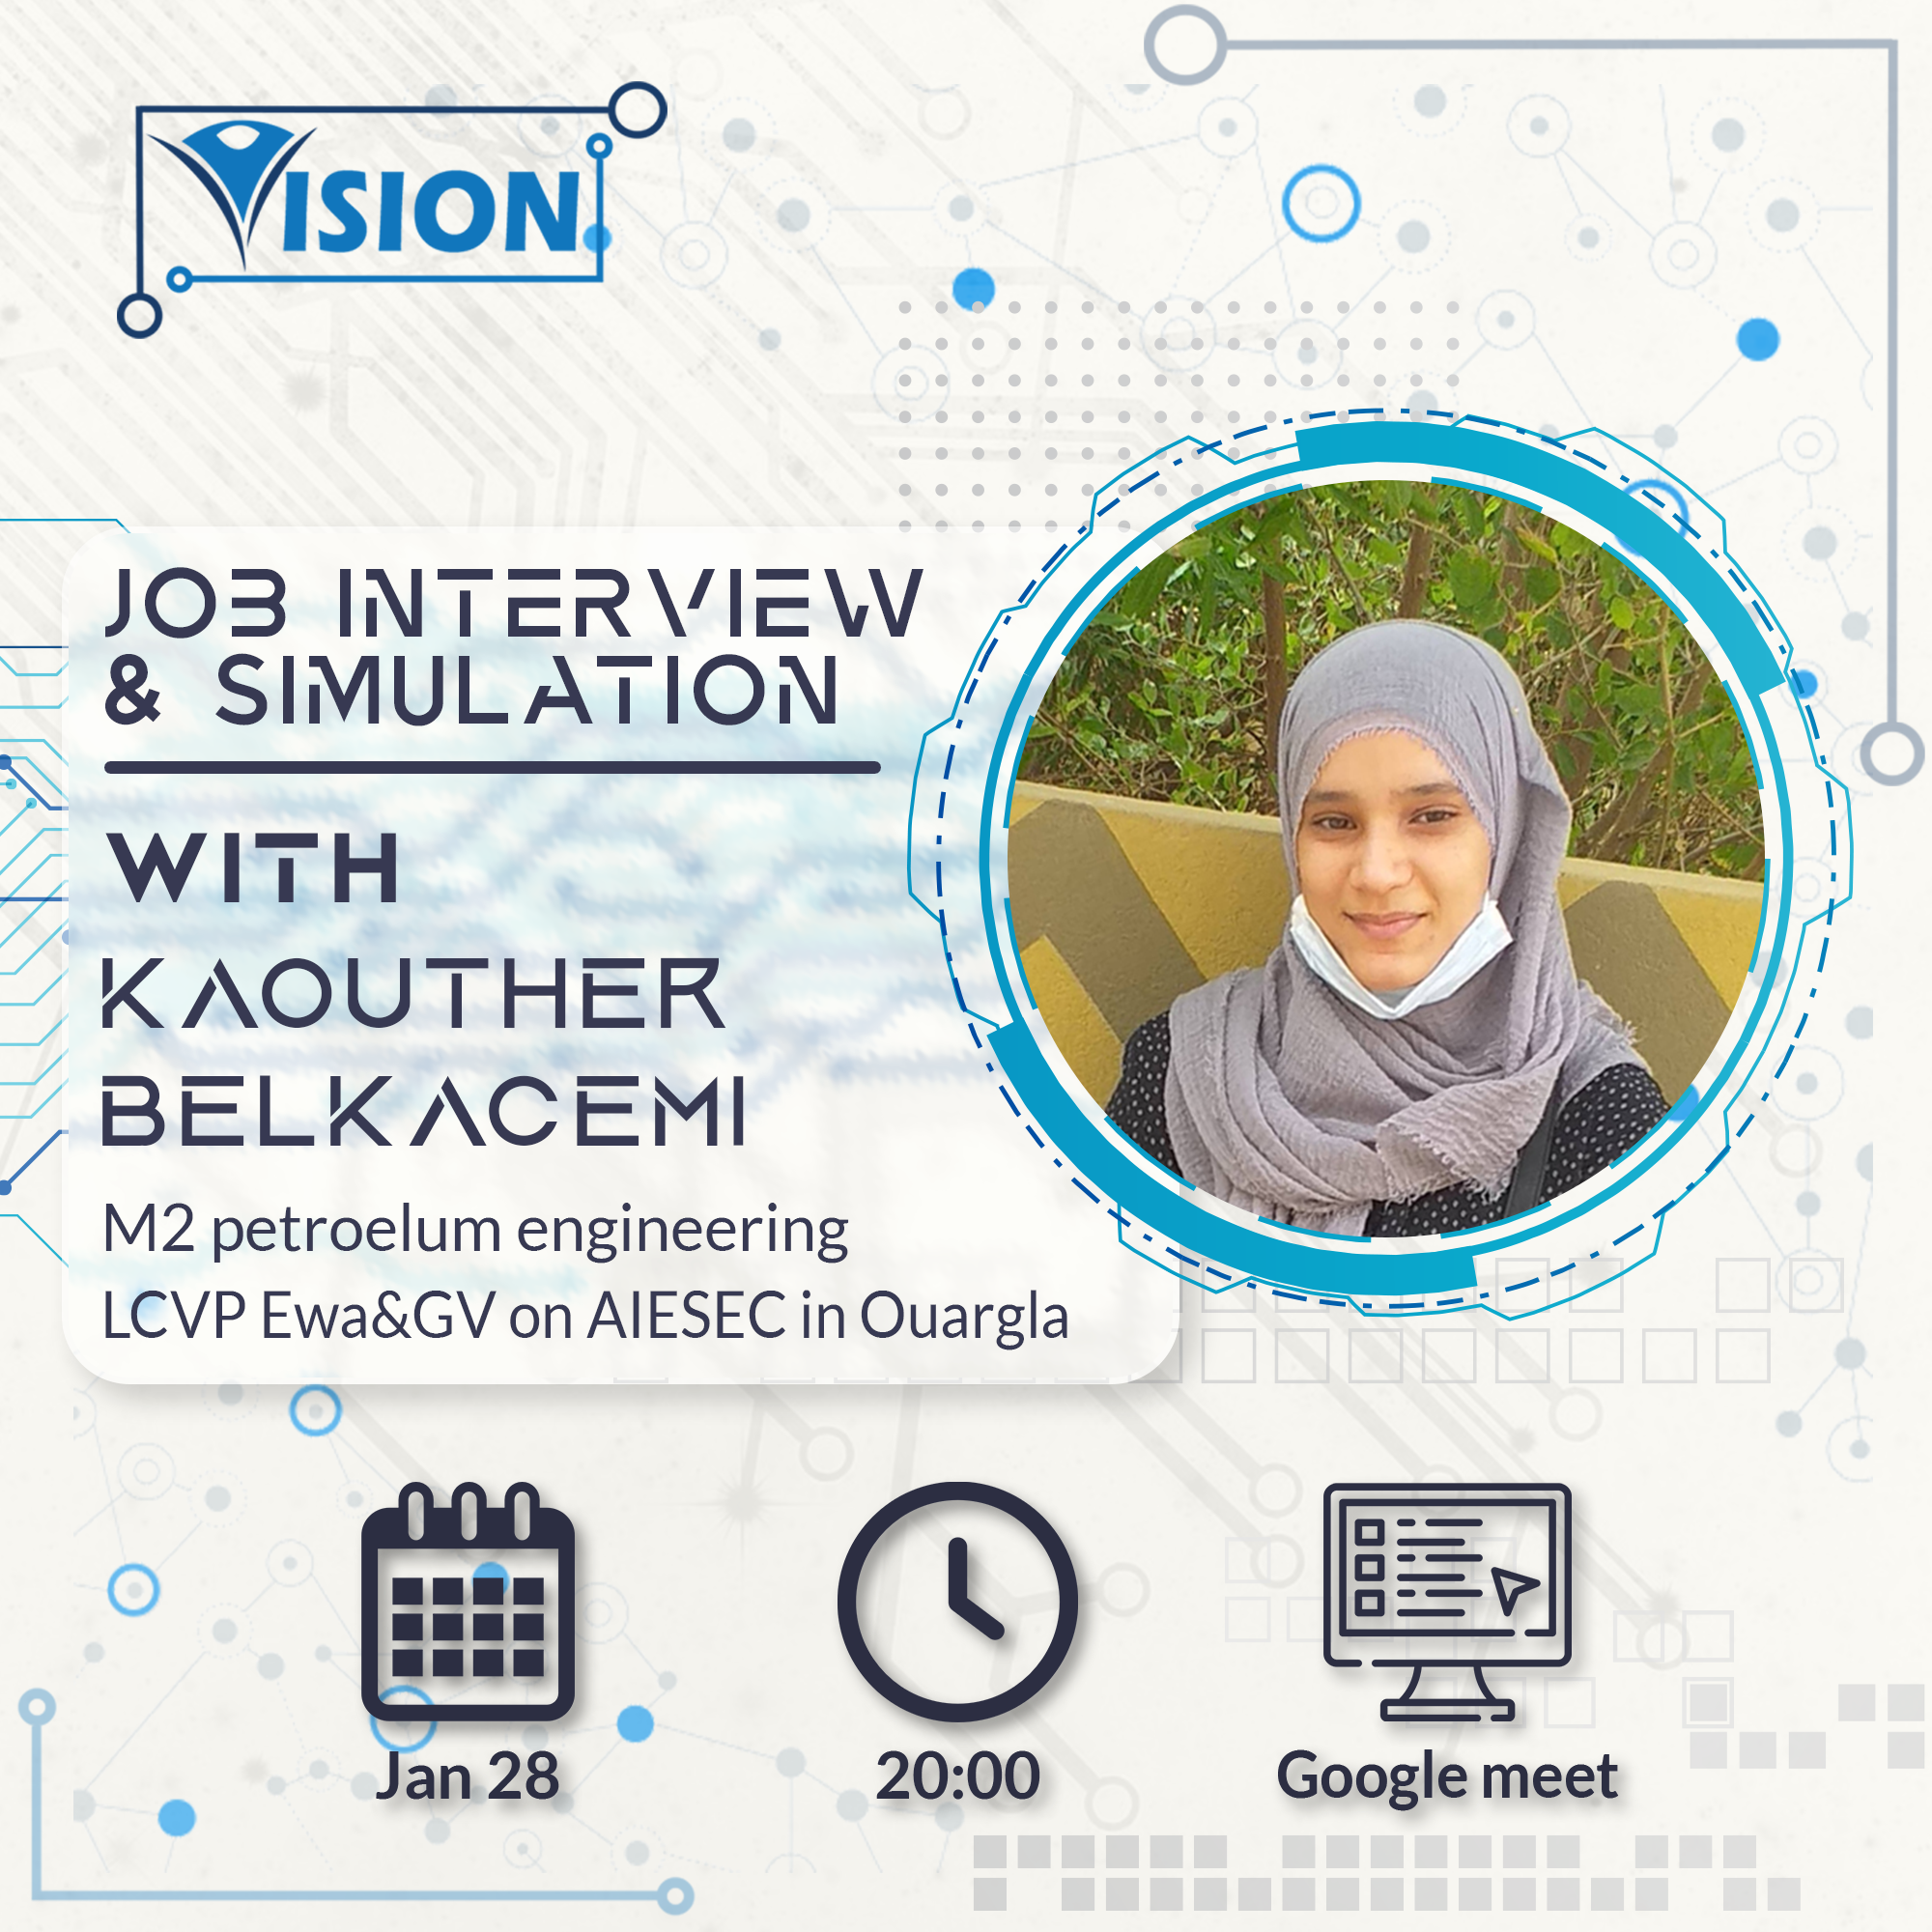 VISION
JOB INTERVIEW
& SIMULATION
WITH
KAOUTHER
BELKACEMI
M2 petroelum engineering
LCVP Ewa&GV on AIESEC in Ouargla
Jan 28
20:00
Google meet